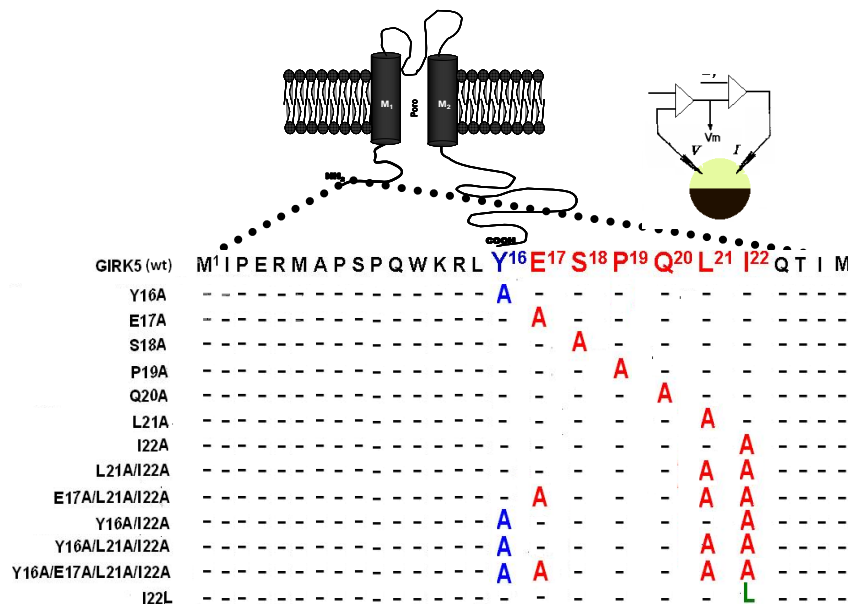 M1 Poro M2
Vm
V I
NH2
COOH
GIRK5 (wt) M1 I P E R M A P S P Q W K R L Y16 E17 S18 P19 Q20 L21 I22 Q T I M
Y16A - - - - - - - - - - - - - - - A - - - - - - - - - -
E17A - - - - - - - - - - - - - - - - A - - - - - - - - -
S18A - - - - - - - - - - - - - - - - - A - - - - - - - -
P19A - - - - - - - - - - - - - - - - - - A - - - - - - -
Q20A - - - - - - - - - - - - - - - - - - - A - - - - - -
L21A - - - - - - - - - - - - - - - - - - - - A - - - - -
I22A - - - - - - - - - - - - - - - - - - - - - A - - - -
L21A/I22A - - - - - - - - - - - - - - - - - - - - A A - - - -
E17A/L21A/I22A - - - - - - - - - - - - - - - - A - - - A A - - - -
Y16A/I22A - - - - - - - - - - - - - - - A - - - - - A - - - -
Y16A/L21A/I22A - - - - - - - - - - - - - - - A - - - - A A - - - -
Y16A/E17A/L21A/I22A - - - - - - - - - - - - - - - A A - - - A A - - - -
I22L - - - - - - - - - - - - - - - - - - - - - L - - - -